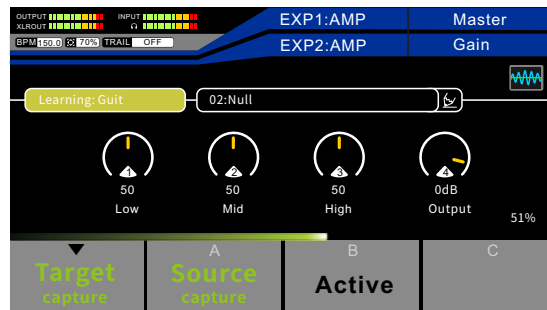 OUTPUT INPUT EXP1:AMP Master
XLROUT
BPM 150.0 70% TRAIL OFF EXP2:AMP Gain
Learning: Guit 02:Null
1 2 3 4
50 50 50 0dB
Low Mid High Output
51%
A B C
Target Source Active
capture capture